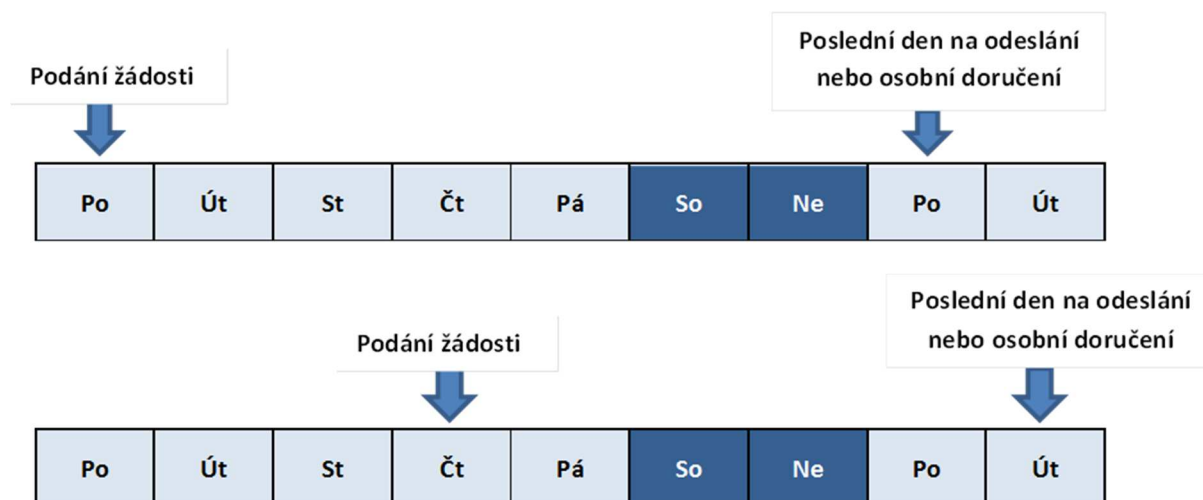 Podání žádosti
Poslední den na odeslání
nebo osobní doručení
Po Út St Čt Pá So Ne Po Út
Podání žádosti
Poslední den na odeslání
nebo osobní doručení
Po Út St Čt Pá So Ne Po Út